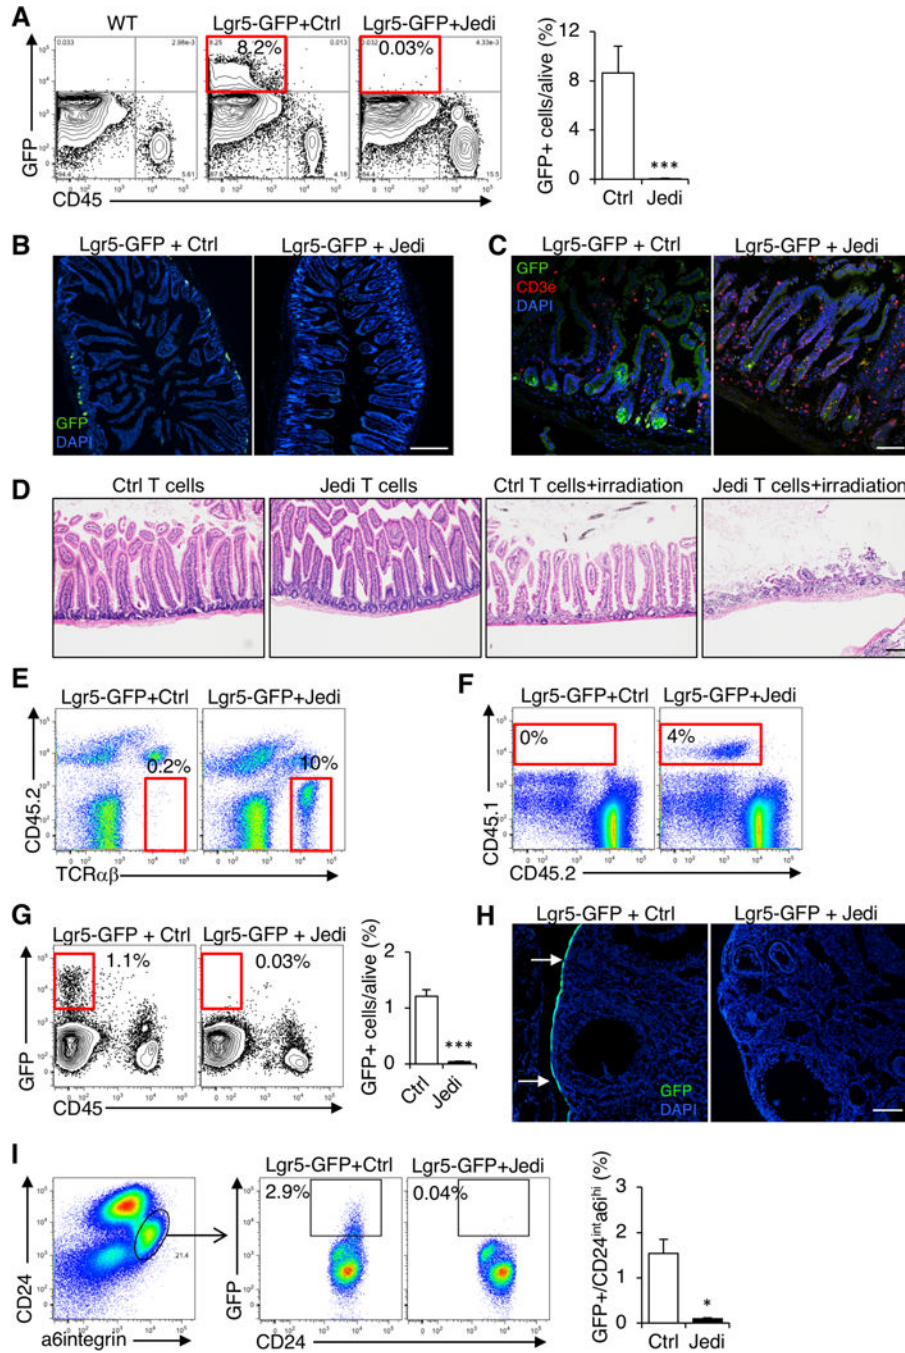 A
WT
Lgr5-GFP+Ctrl
Lgr5-GFP+Jedi
8.2%
0.03%
GFP
CD45
GFP+ cells/alive (%)
12
8
4
0
***
Ctrl
Jedi
B
Lgr5-GFP + Ctrl
Lgr5-GFP + Jedi
GFP
DAPI
C
Lgr5-GFP + Ctrl
Lgr5-GFP + Jedi
GFP
CD3e
DAPI
D
Ctrl T cells
Jedi T cells
Ctrl T cells+irradiation
Jedi T cells+irradiation
E
Lgr5-GFP+Ctrl
Lgr5-GFP+Jedi
0.2%
10%
CD45.2
TCRαβ
F
Lgr5-GFP+Ctrl
Lgr5-GFP+Jedi
0%
4%
CD45.1
CD45.2
G
Lgr5-GFP + Ctrl
Lgr5-GFP + Jedi
1.1%
0.03%
GFP
CD45
GFP+ cells/alive (%)
2
1
0
***
Ctrl
Jedi
H
Lgr5-GFP + Ctrl
Lgr5-GFP + Jedi
GFP
DAPI
I
21.4
CD24
a6integrin
Lgr5-GFP+Ctrl
Lgr5-GFP+Jedi
2.9%
0.04%
GFP
CD24
GFP+/CD24inta6hi (%)
3
2
1
0
*
Ctrl
Jedi